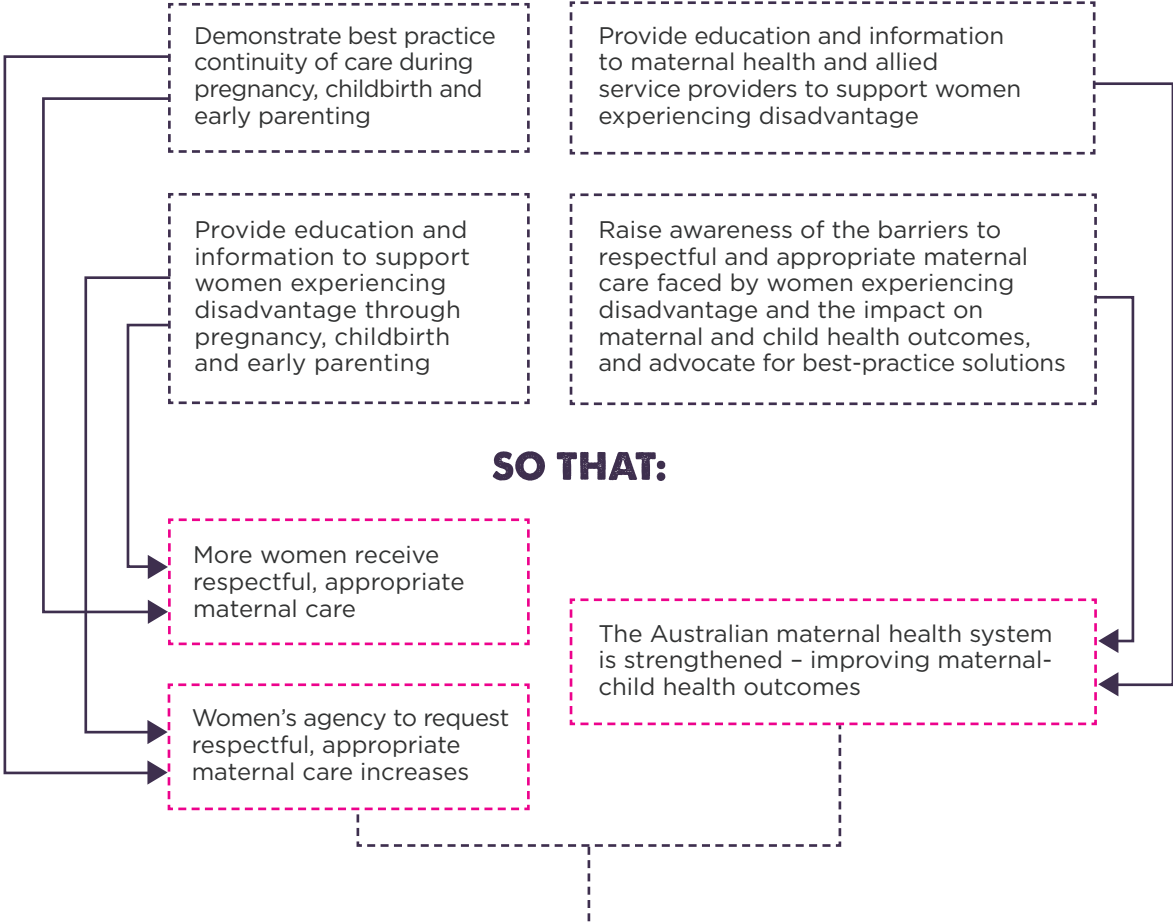 Demonstrate best practice
continuity of care during
pregnancy, childbirth and
early parenting
Provide education and information
to maternal health and allied
service providers to support women
experiencing disadvantage
Provide education and
information to support
women experiencing
disadvantage through
pregnancy, childbirth
and early parenting
Raise awareness of the barriers to
respectful and appropriate maternal
care faced by women experiencing
disadvantage and the impact on
maternal and child health outcomes,
and advocate for best-practice solutions
SO THAT:
More women receive
respectful, appropriate
maternal care
The Australian maternal health system
is strengthened – improving maternal-
child health outcomes
Women’s agency to request
respectful, appropriate
maternal care increases